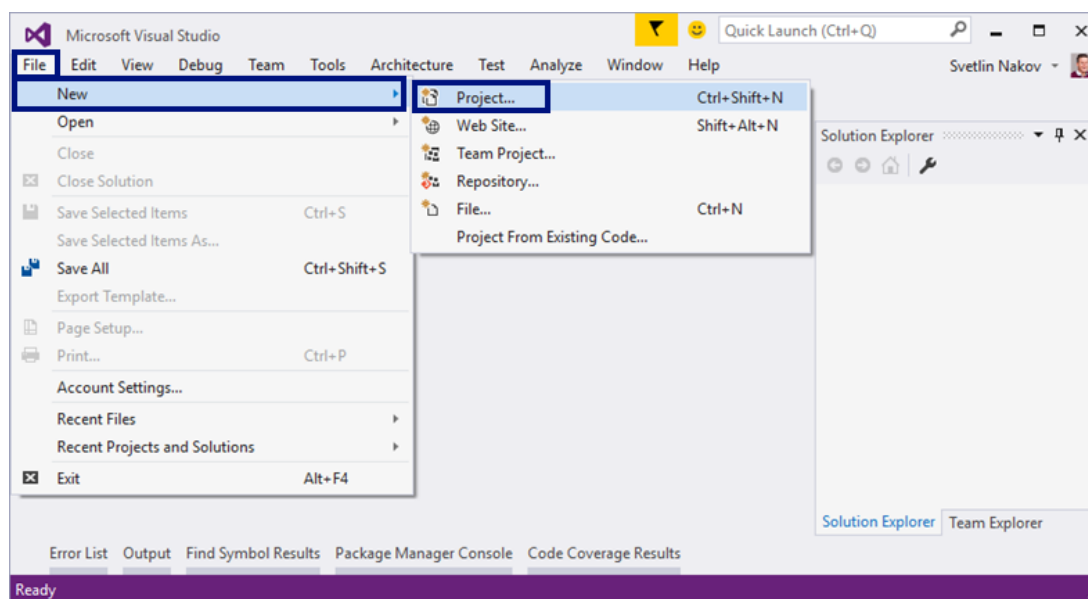 Microsoft Visual Studio
Quick Launch (Ctrl+Q)
File Edit View Debug Team Tools Architecture Test Analyze Window Help Svetlin Nakov
New
Project... Ctrl+Shift+N
Open
Web Site... Shift+Alt+N
Close
Team Project...
Close Solution
Repository...
Save Selected Items Ctrl+S
File... Ctrl+N
Save Selected Items As...
Project From Existing Code...
Save All Ctrl+Shift+S
Export Template...
Page Setup...
Print... Ctrl+P
Account Settings...
Recent Files
Recent Projects and Solutions
Exit Alt+F4
Solution Explorer
Solution Explorer Team Explorer
Error List Output Find Symbol Results Package Manager Console Code Coverage Results
Ready